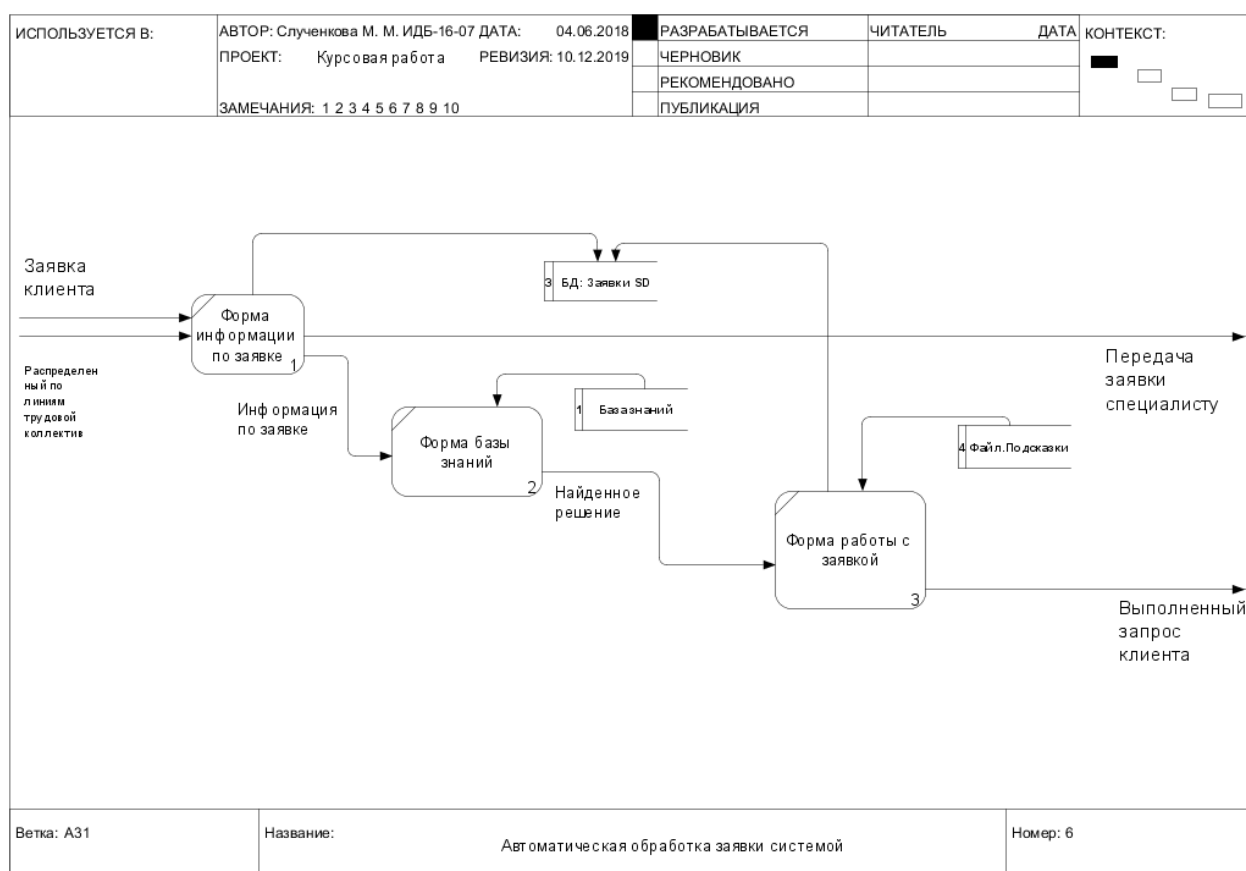 ИСПОЛЬЗУЕТСЯ В:
АВТОР: Слученкова М. М. ИДБ-16-07 ДАТА: 04.06.2018
ПРОЕКТ: Курсовая работа РЕВИЗИЯ: 10.12.2019
ЗАМЕЧАНИЯ: 1 2 3 4 5 6 7 8 9 10
РАЗРАБАТЫВАЕТСЯ
ЧЕРНОВИК
РЕКОМЕНДОВАНО
ПУБЛИКАЦИЯ
ЧИТАТЕЛЬ ДАТА
КОНТЕКСТ:
Заявка
клиента
3 БД: Заявки SD
Форма
информации
по заявке
1
Распределен
ный по
линиям
трудовой
коллектив
Передача
заявки
специалисту
Информация
по заявке
1 База знаний
Форма базы
знаний
2
4 Файл.Подсказки
Найденное
решение
Форма работы с
заявкой
3
Выполненный
запрос
клиента
Ветка: A31
Название:
Автоматическая обработка заявки системой
Номер: 6